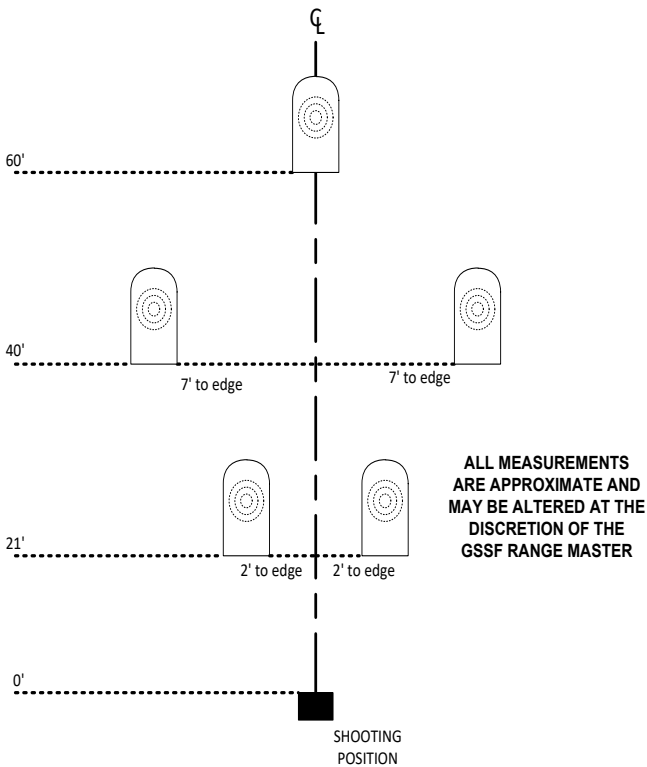 ℄
60'
40'
7' to edge
7' to edge
ALL MEASUREMENTS
ARE APPROXIMATE AND
MAY BE ALTERED AT THE
DISCRETION OF THE
GSSF RANGE MASTER
21'
2' to edge
2' to edge
0'
SHOOTING
POSITION